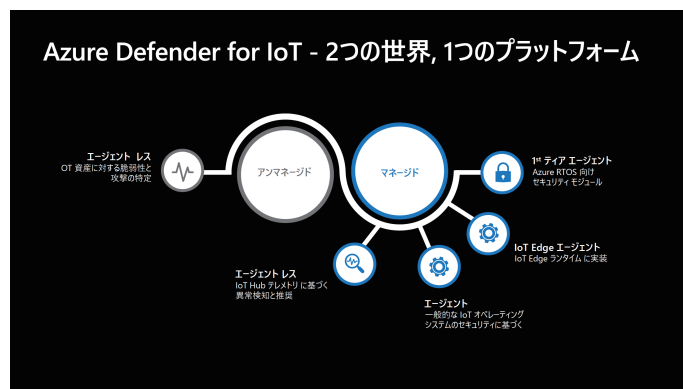 Azure Defender for IoT - 2つの世界, 1つのプラットフォーム
エージェント レス
OT 資産に対する脆弱性と
攻撃の特定
アンマネージド
マネージド
1st ティア エージェント
Azure RTOS 向け
セキュリティ モジュール
IoT Edge エージェント
IoT Edge ランタイム に実装
エージェント レス
IoT Hub テレメトリ に基づく
異常検知と推奨
エージェント
一般的な IoT オペレーティング
システムのセキュリティに基づく